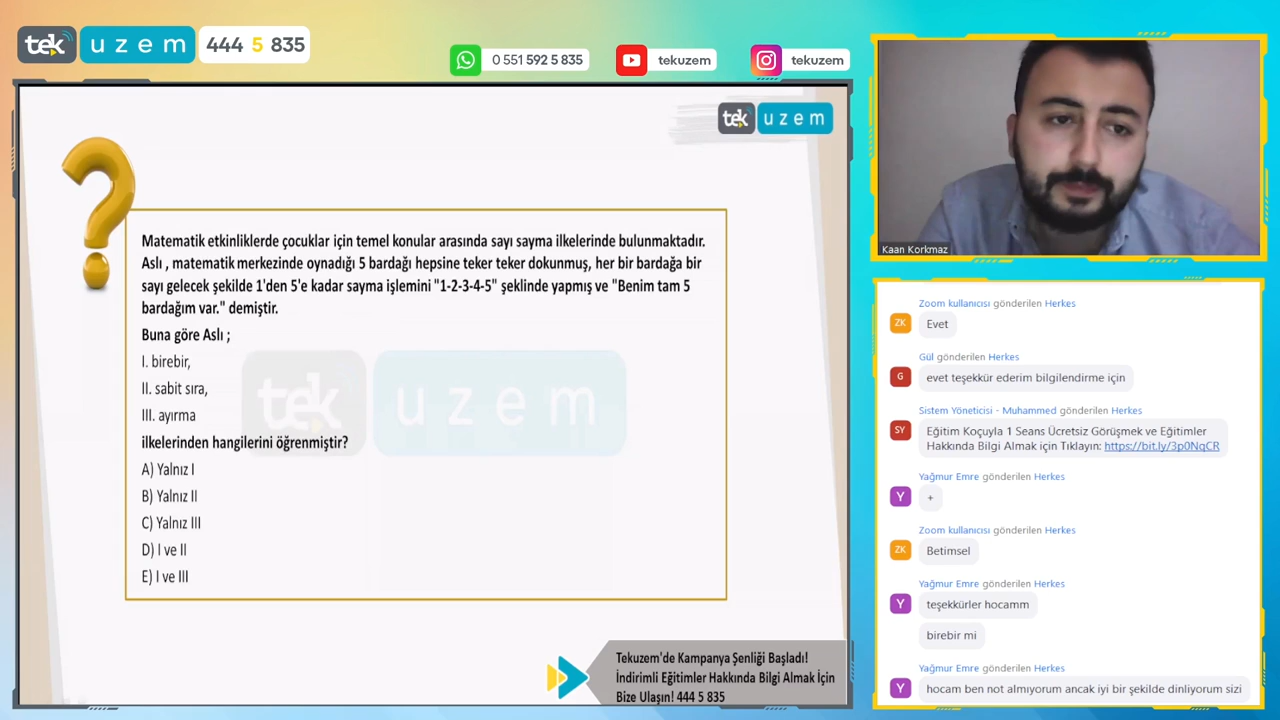 tek uzem 444 5 835
0 551 592 5 835
tekuzem
tekuzem
tek uzem
Matematik etkinliklerde çocuklar için temel konular arasında sayı sayma ilkelerinde bulunmaktadır.
Aslı , matematik merkezinde oynadığı 5 bardağı hepsine teker teker dokunmuş, her bir bardağa bir
sayı gelecek şekilde 1'den 5'e kadar sayma işlemini "1-2-3-4-5" şeklinde yapmış ve "Benim tam 5
bardağım var." demiştir.
Buna göre Aslı ;
I. birebir,
II. sabit sıra,
III. ayırma
tek uzem
ilkelerinden hangilerini öğrenmiştir?
A) Yalnız I
B) Yalnız II
C) Yalnız III
D) I ve II
E) I ve III
Tekuzem'de Kampanya Şenliği Başladı!
İndirimli Eğitimler Hakkında Bilgi Almak İçin
Bize Ulaşın! 444 5 835
Kaan Korkmaz
Zoom kullanıcısı gönderilen Herkes
ZK
Evet
Gül gönderilen Herkes
G
evet teşekkür ederim bilgilendirme için
Sistem Yöneticisi - Muhammed gönderilen Herkes
SY
Eğitim Koçuyla 1 Seans Ücretsiz Görüşmek ve Eğitimler
Hakkında Bilgi Almak için Tıklayın: https://bit.ly/3p0NqCR
Yağmur Emre gönderilen Herkes
Y
+
Zoom kullanıcısı gönderilen Herkes
ZK
Betimsel
Yağmur Emre gönderilen Herkes
Y
teşekkürler hocamm
birebir mi
Yağmur Emre gönderilen Herkes
Y
hocam ben not almıyorum ancak iyi bir şekilde dinliyorum sizi